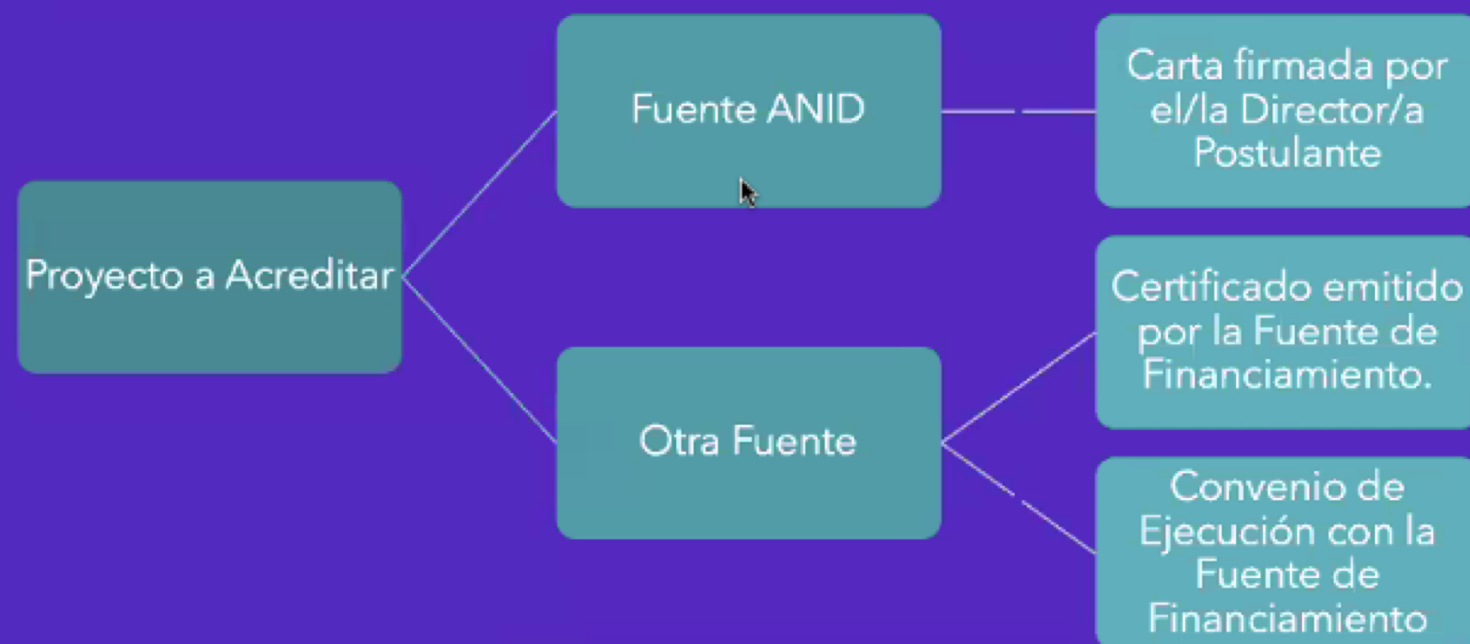 Proyecto a Acreditar
Fuente ANID
Carta firmada por
el/la Director/a
Postulante
Otra Fuente
Certificado emitido
por la Fuente de
Financiamiento.
Convenio de
Ejecución con la
Fuente de
Financiamiento